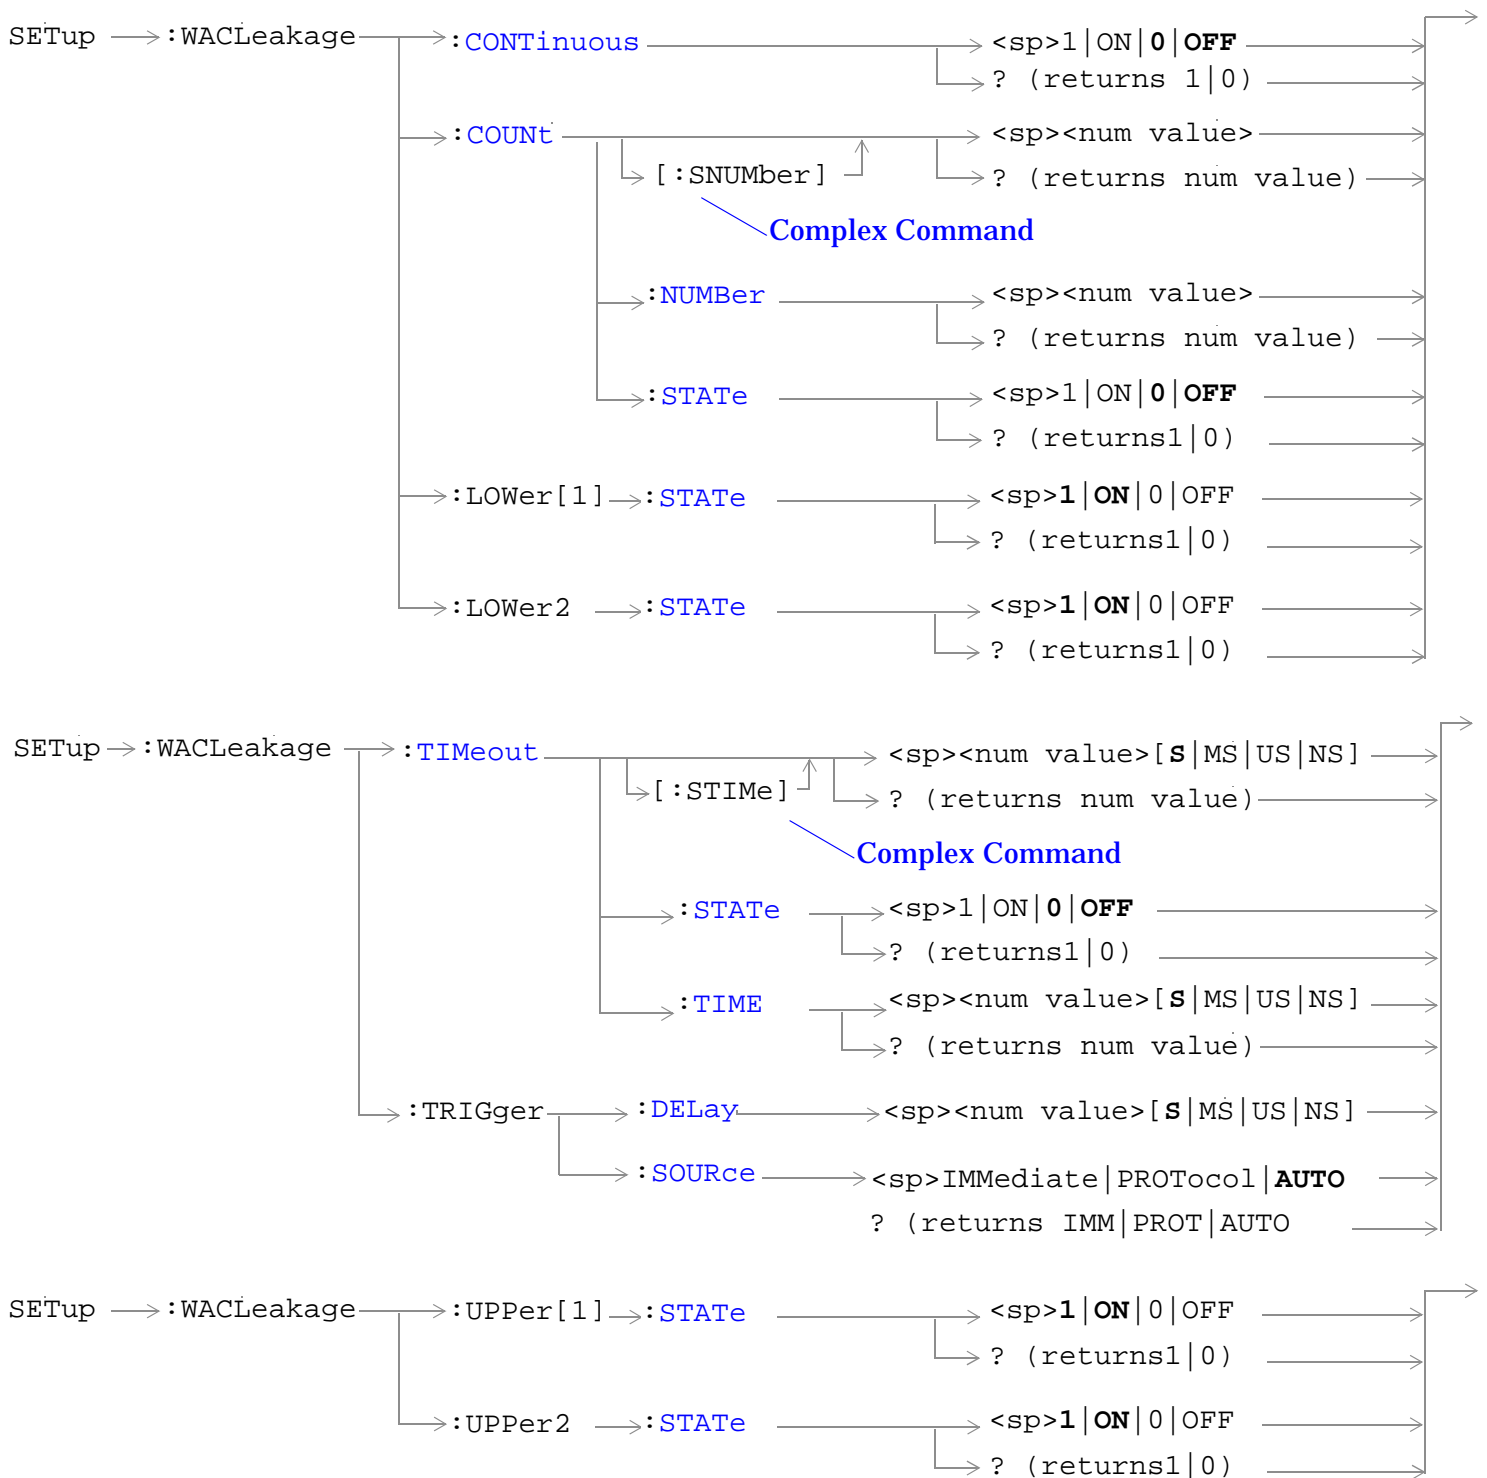 SETup :WACLeakage :CONTinuous <sp>1|ON|0|OFF
? (returns 1|0)
:COUNt <sp><num value>
[:SNUMber] ? (returns num value)
Complex Command
:NUMBer <sp><num value>
? (returns num value)
:STATe <sp>1|ON|0|OFF
? (returns1|0)
:LOWer[1] :STATe <sp>1|ON|0|OFF
? (returns1|0)
:LOWer2 :STATe <sp>1|ON|0|OFF
? (returns1|0)
SETup :WACLeakage :TIMeout <sp><num value>[S|MS|US|NS]
[:STIMe] ? (returns num value)
Complex Command
:STATe <sp>1|ON|0|OFF
? (returns1|0)
:TIME <sp><num value>[S|MS|US|NS]
? (returns num value)
:TRIGger :DELay <sp><num value>[S|MS|US|NS]
:SOURce <sp>IMMediate|PROTocol|AUTO
? (returns IMM|PROT|AUTO
SETup :WACLeakage :UPPer[1] :STATe <sp>1|ON|0|OFF
? (returns1|0)
:UPPer2 :STATe <sp>1|ON|0|OFF
? (returns1|0)